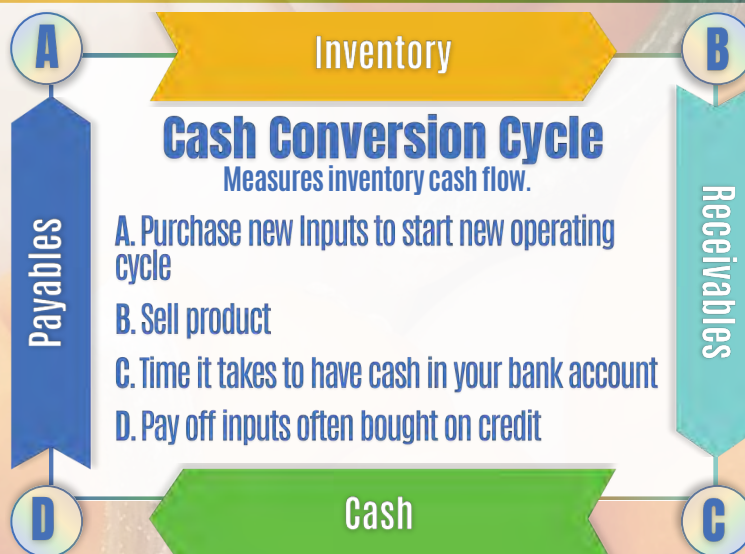 A
Inventory
B
Cash Conversion Cycle
Measures inventory cash flow.
Payables
Receivables
A. Purchase new Inputs to start new operating
cycle
B. Sell product
C. Time it takes to have cash in your bank account
D. Pay off inputs often bought on credit
D
Cash
C